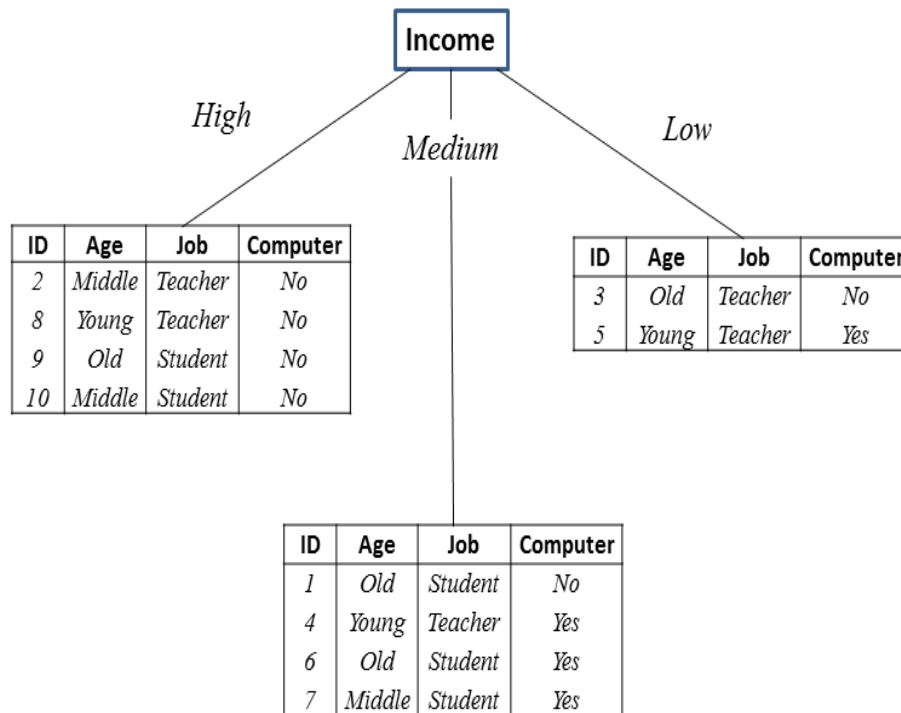 Income
High
Medium
Low
ID Age Job Computer
2 Middle Teacher No
8 Young Teacher No
9 Old Student No
10 Middle Student No
ID Age Job Computer
3 Old Teacher No
5 Young Teacher Yes
ID Age Job Computer
1 Old Student No
4 Young Teacher Yes
6 Old Student Yes
7 Middle Student Yes